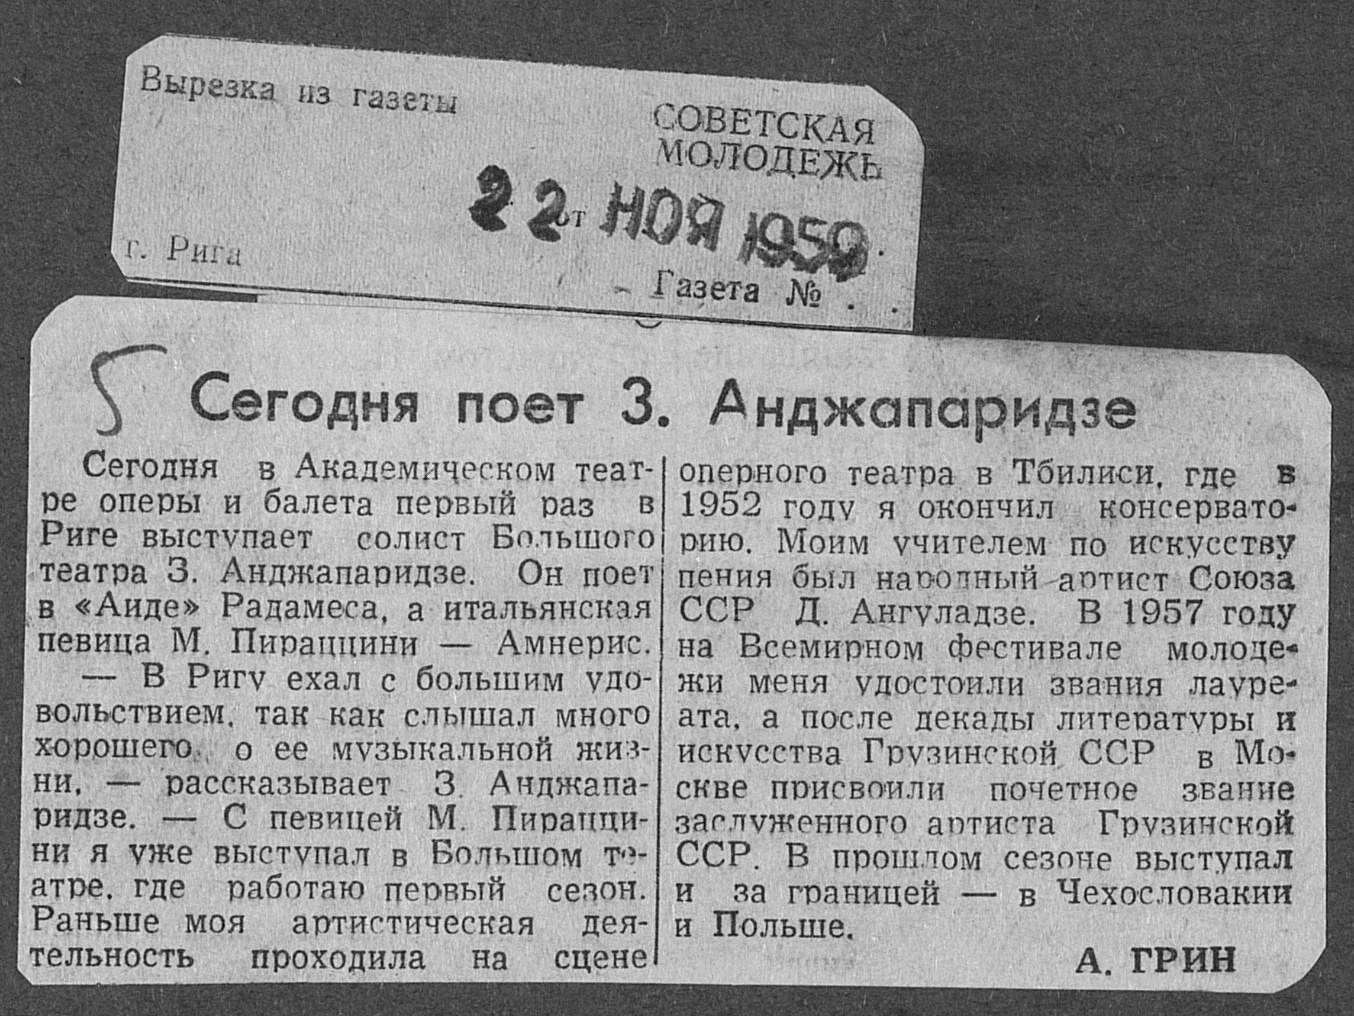 Вырезка из газеты
СОВЕТСКАЯ
МОЛОДЕЖЬ
22 от НОЯ 1959
г. Рига
Газета № . .
5
Сегодня поет З. Анджапаридзе
Сегодня в Академическом теат-
ре оперы и балета первый раз в
Риге выступает солист Большого
театра З. Анджапаридзе. Он поет
в «Аиде» Радамеса, а итальянская
певица М. Пираццини — Амнерис.
— В Ригу ехал с большим удо-
вольствием, так как слышал много
хорошего о ее музыкальной жиз-
ни, — рассказывает З. Анджапа-
ридзе. — С певицей М. Пираццѝ-
ни я уже выступал в Большом те-
атре, где работаю первый сезон.
Раньше моя артистическая дея-
тельность проходила на сцене
оперного театра в Тбилиси, где в
1952 году я окончил консервато-
рию. Моим учителем по искусству
пения был народный артист Союза
ССР Д. Ангуладзе. В 1957 году
на Всемирном фестивале молоде-
жи меня удостоили звания лауре-
ата, а после декады литературы и
искусства Грузинской ССР в Мо-
скве присвоили почетное звание
заслуженного артиста Грузинской
ССР. В прошлом сезоне выступал
и за границей — в Чехословакии
и Польше.
А. ГРИН